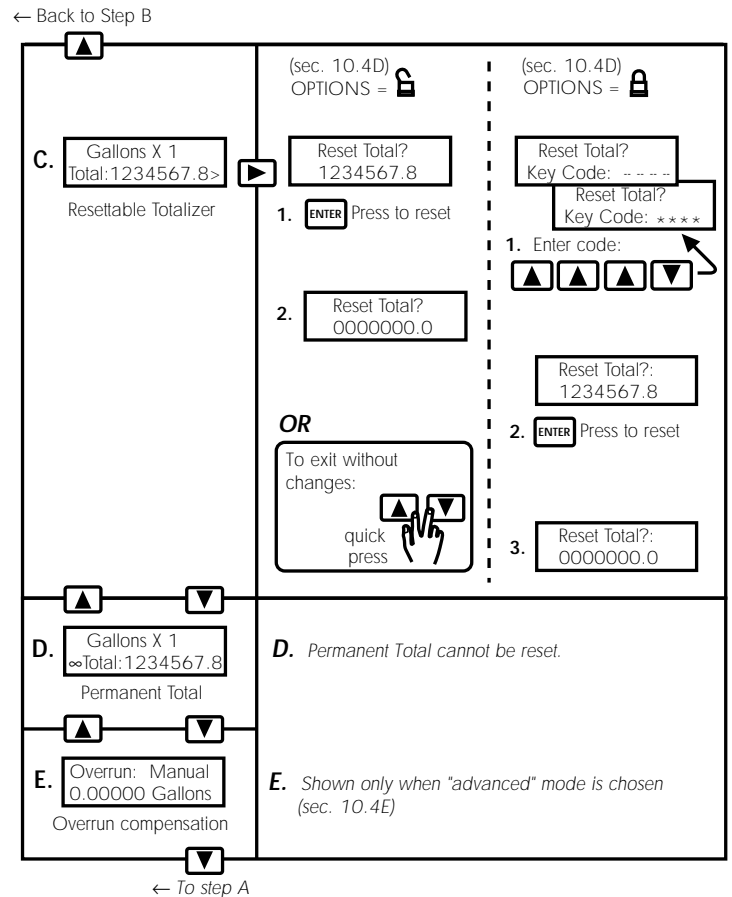 ← Back to Step B
C.
Gallons X 1
Total:1234567.8>
Resettable Totalizer
(sec. 10.4D)
OPTIONS =
Reset Total?
1234567.8
1. ENTER Press to reset
2.
Reset Total?
0000000.0
OR
To exit without
changes:
quick
press
(sec. 10.4D)
OPTIONS =
Reset Total?
Key Code: ----
Reset Total?
Key Code: ****
1. Enter code:
Reset Total?:
1234567.8
2. ENTER Press to reset
3.
Reset Total?:
0000000.0
D.
Gallons X 1
∞Total:1234567.8
Permanent Total
D. Permanent Total cannot be reset.
E.
Overrun: Manual
0.00000 Gallons
Overrun compensation
E. Shown only when "advanced" mode is chosen
(sec. 10.4E)
← To step A